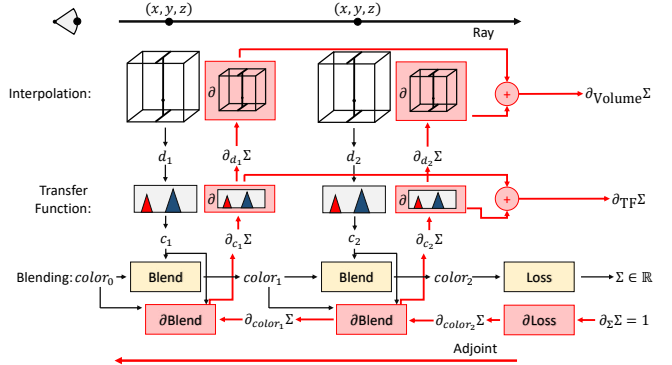 (x, y, z) (x, y, z)
Ray
Interpolation: ∂ ∂ + ∂VolumeΣ
d₁ ∂d₁Σ d₂ ∂d₂Σ
Transfer
Function: ∂ ∂ + ∂TFΣ
c₁ ∂c₁Σ c₂ ∂c₂Σ
Blending: color₀ Blend color₁ Blend color₂ Loss Σ ∈ ℝ
∂Blend ∂color₁Σ ∂Blend ∂color₂Σ ∂Loss ∂ΣΣ = 1
Adjoint